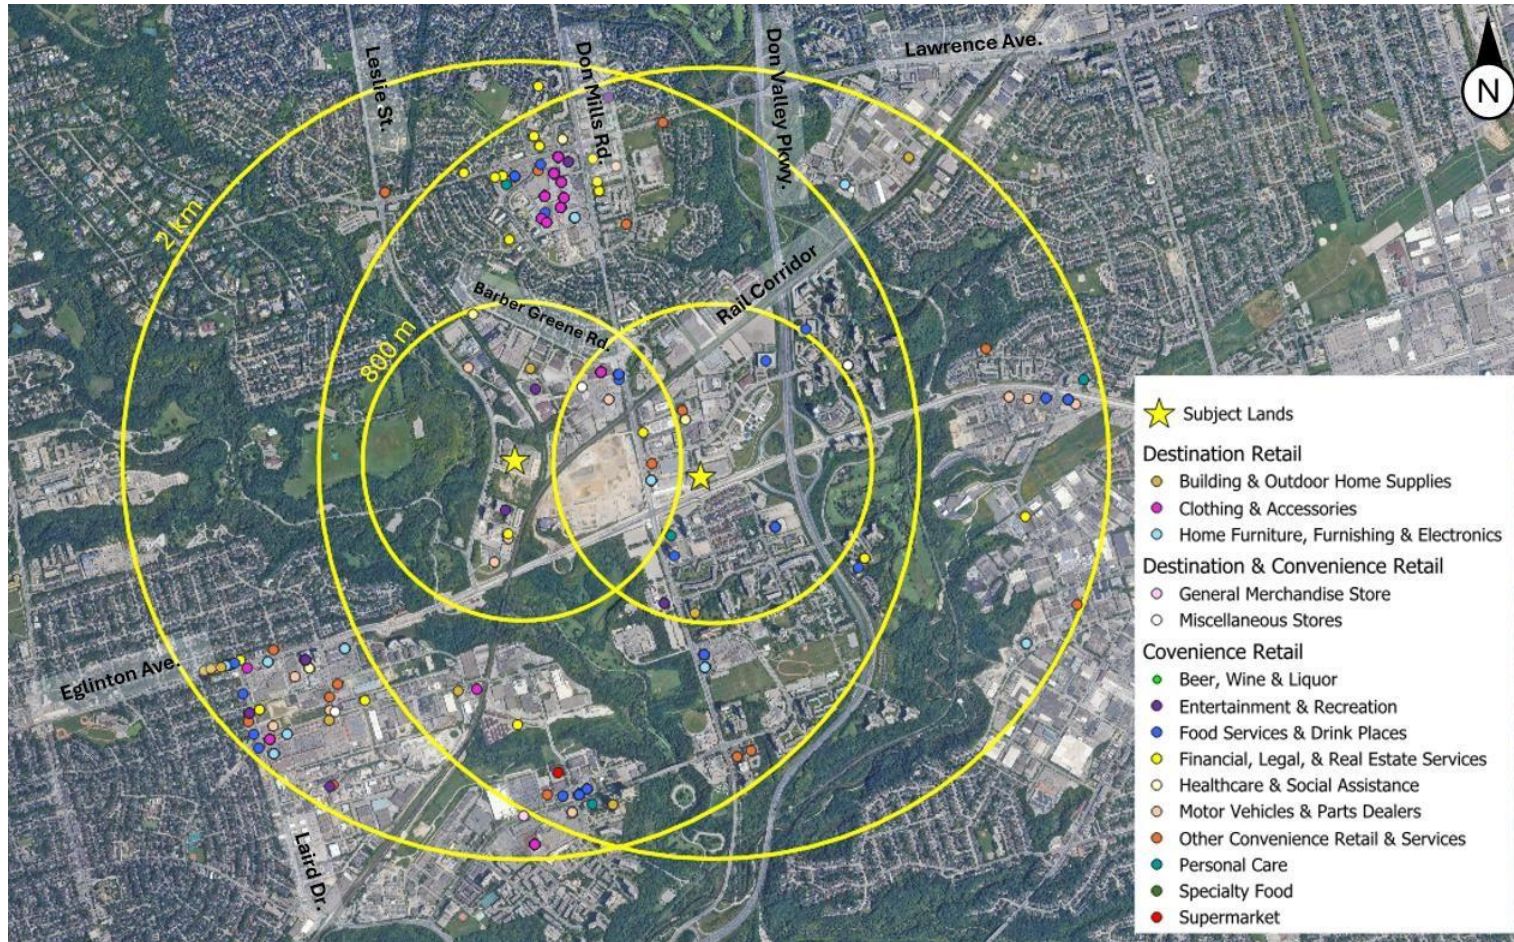 Leslie St.
Don Mills Rd.
Don Valley Pkwy.
Lawrence Ave.
N
2 km
Barber Greene Rd.
Rail Corridor
800 m
Eglinton Ave.
Laird Dr.
Subject Lands
Destination Retail
Building & Outdoor Home Supplies
Clothing & Accessories
Home Furniture, Furnishing & Electronics
Destination & Convenience Retail
General Merchandise Store
Miscellaneous Stores
Covenience Retail
Beer, Wine & Liquor
Entertainment & Recreation
Food Services & Drink Places
Financial, Legal, & Real Estate Services
Healthcare & Social Assistance
Motor Vehicles & Parts Dealers
Other Convenience Retail & Services
Personal Care
Specialty Food
Supermarket